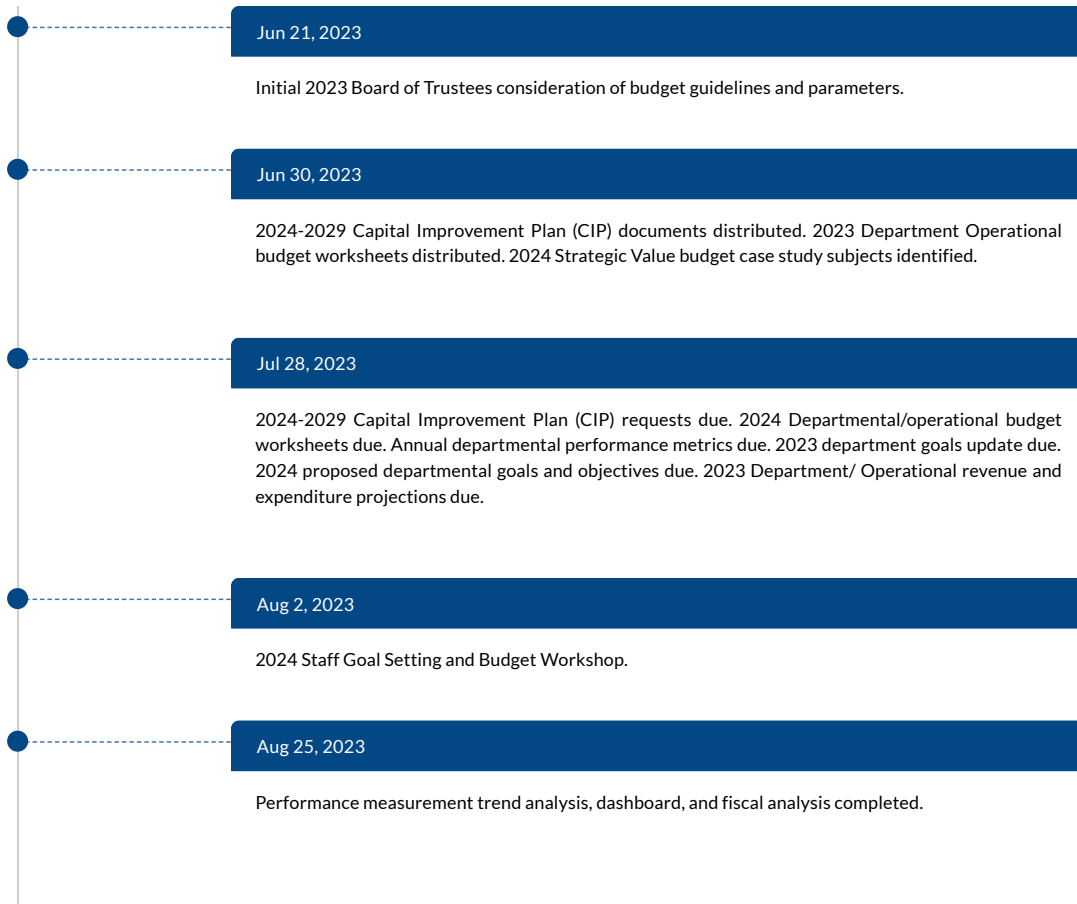 Jun 21, 2023
Initial 2023 Board of Trustees consideration of budget guidelines and parameters.
Jun 30, 2023
2024-2029 Capital Improvement Plan (CIP) documents distributed. 2023 Department Operational
budget worksheets distributed. 2024 Strategic Value budget case study subjects identified.
Jul 28, 2023
2024-2029 Capital Improvement Plan (CIP) requests due. 2024 Departmental/operational budget
worksheets due. Annual departmental performance metrics due. 2023 department goals update due.
2024 proposed departmental goals and objectives due. 2023 Department/ Operational revenue and
expenditure projections due.
Aug 2, 2023
2024 Staff Goal Setting and Budget Workshop.
Aug 25, 2023
Performance measurement trend analysis, dashboard, and fiscal analysis completed.